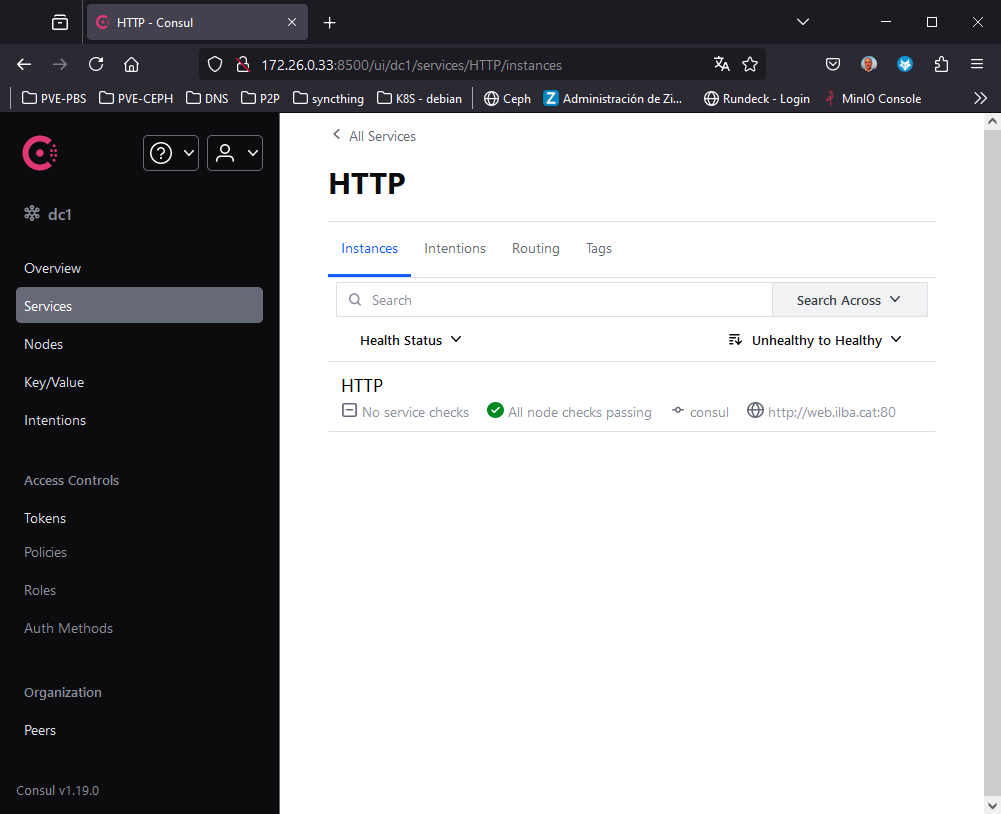 HTTP - Consul
172.26.0.33:8500/ui/dc1/services/HTTP/instances
PVE-PBS PVE-CEPH DNS P2P syncthing K8S - debian Ceph Z Administración de Zi... Rundeck - Login MinIO Console
All Services
HTTP
dc1
Instances Intentions Routing Tags
Overview
Services
Nodes
Key/Value
Intentions
Access Controls
Tokens
Policies
Roles
Auth Methods
Organization
Peers
Consul v1.19.0
Search Search Across
Health Status Unhealthy to Healthy
HTTP
No service checks All node checks passing consul http://web.ilba.cat:80